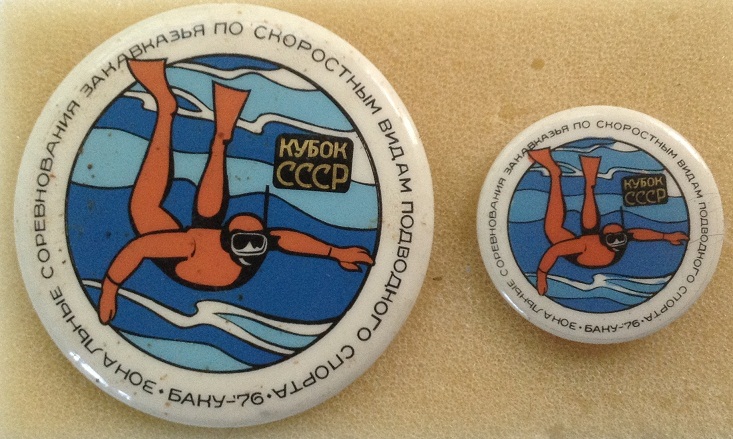 ЗОНАЛЬНЫЕ СОРЕВНОВАНИЯ ЗАКАВКАЗЬЯ ПО СКОРОСТНЫМ ВИДАМ ПОДВОДНОГО СПОРТА · БАКУ-76 ·
КУБОК
СССР
ЗОНАЛЬНЫЕ СОРЕВНОВАНИЯ ЗАКАВКАЗЬЯ ПО СКОРОСТНЫМ ВИДАМ ПОДВОДНОГО СПОРТА · БАКУ-76 ·
КУБОК
СССР